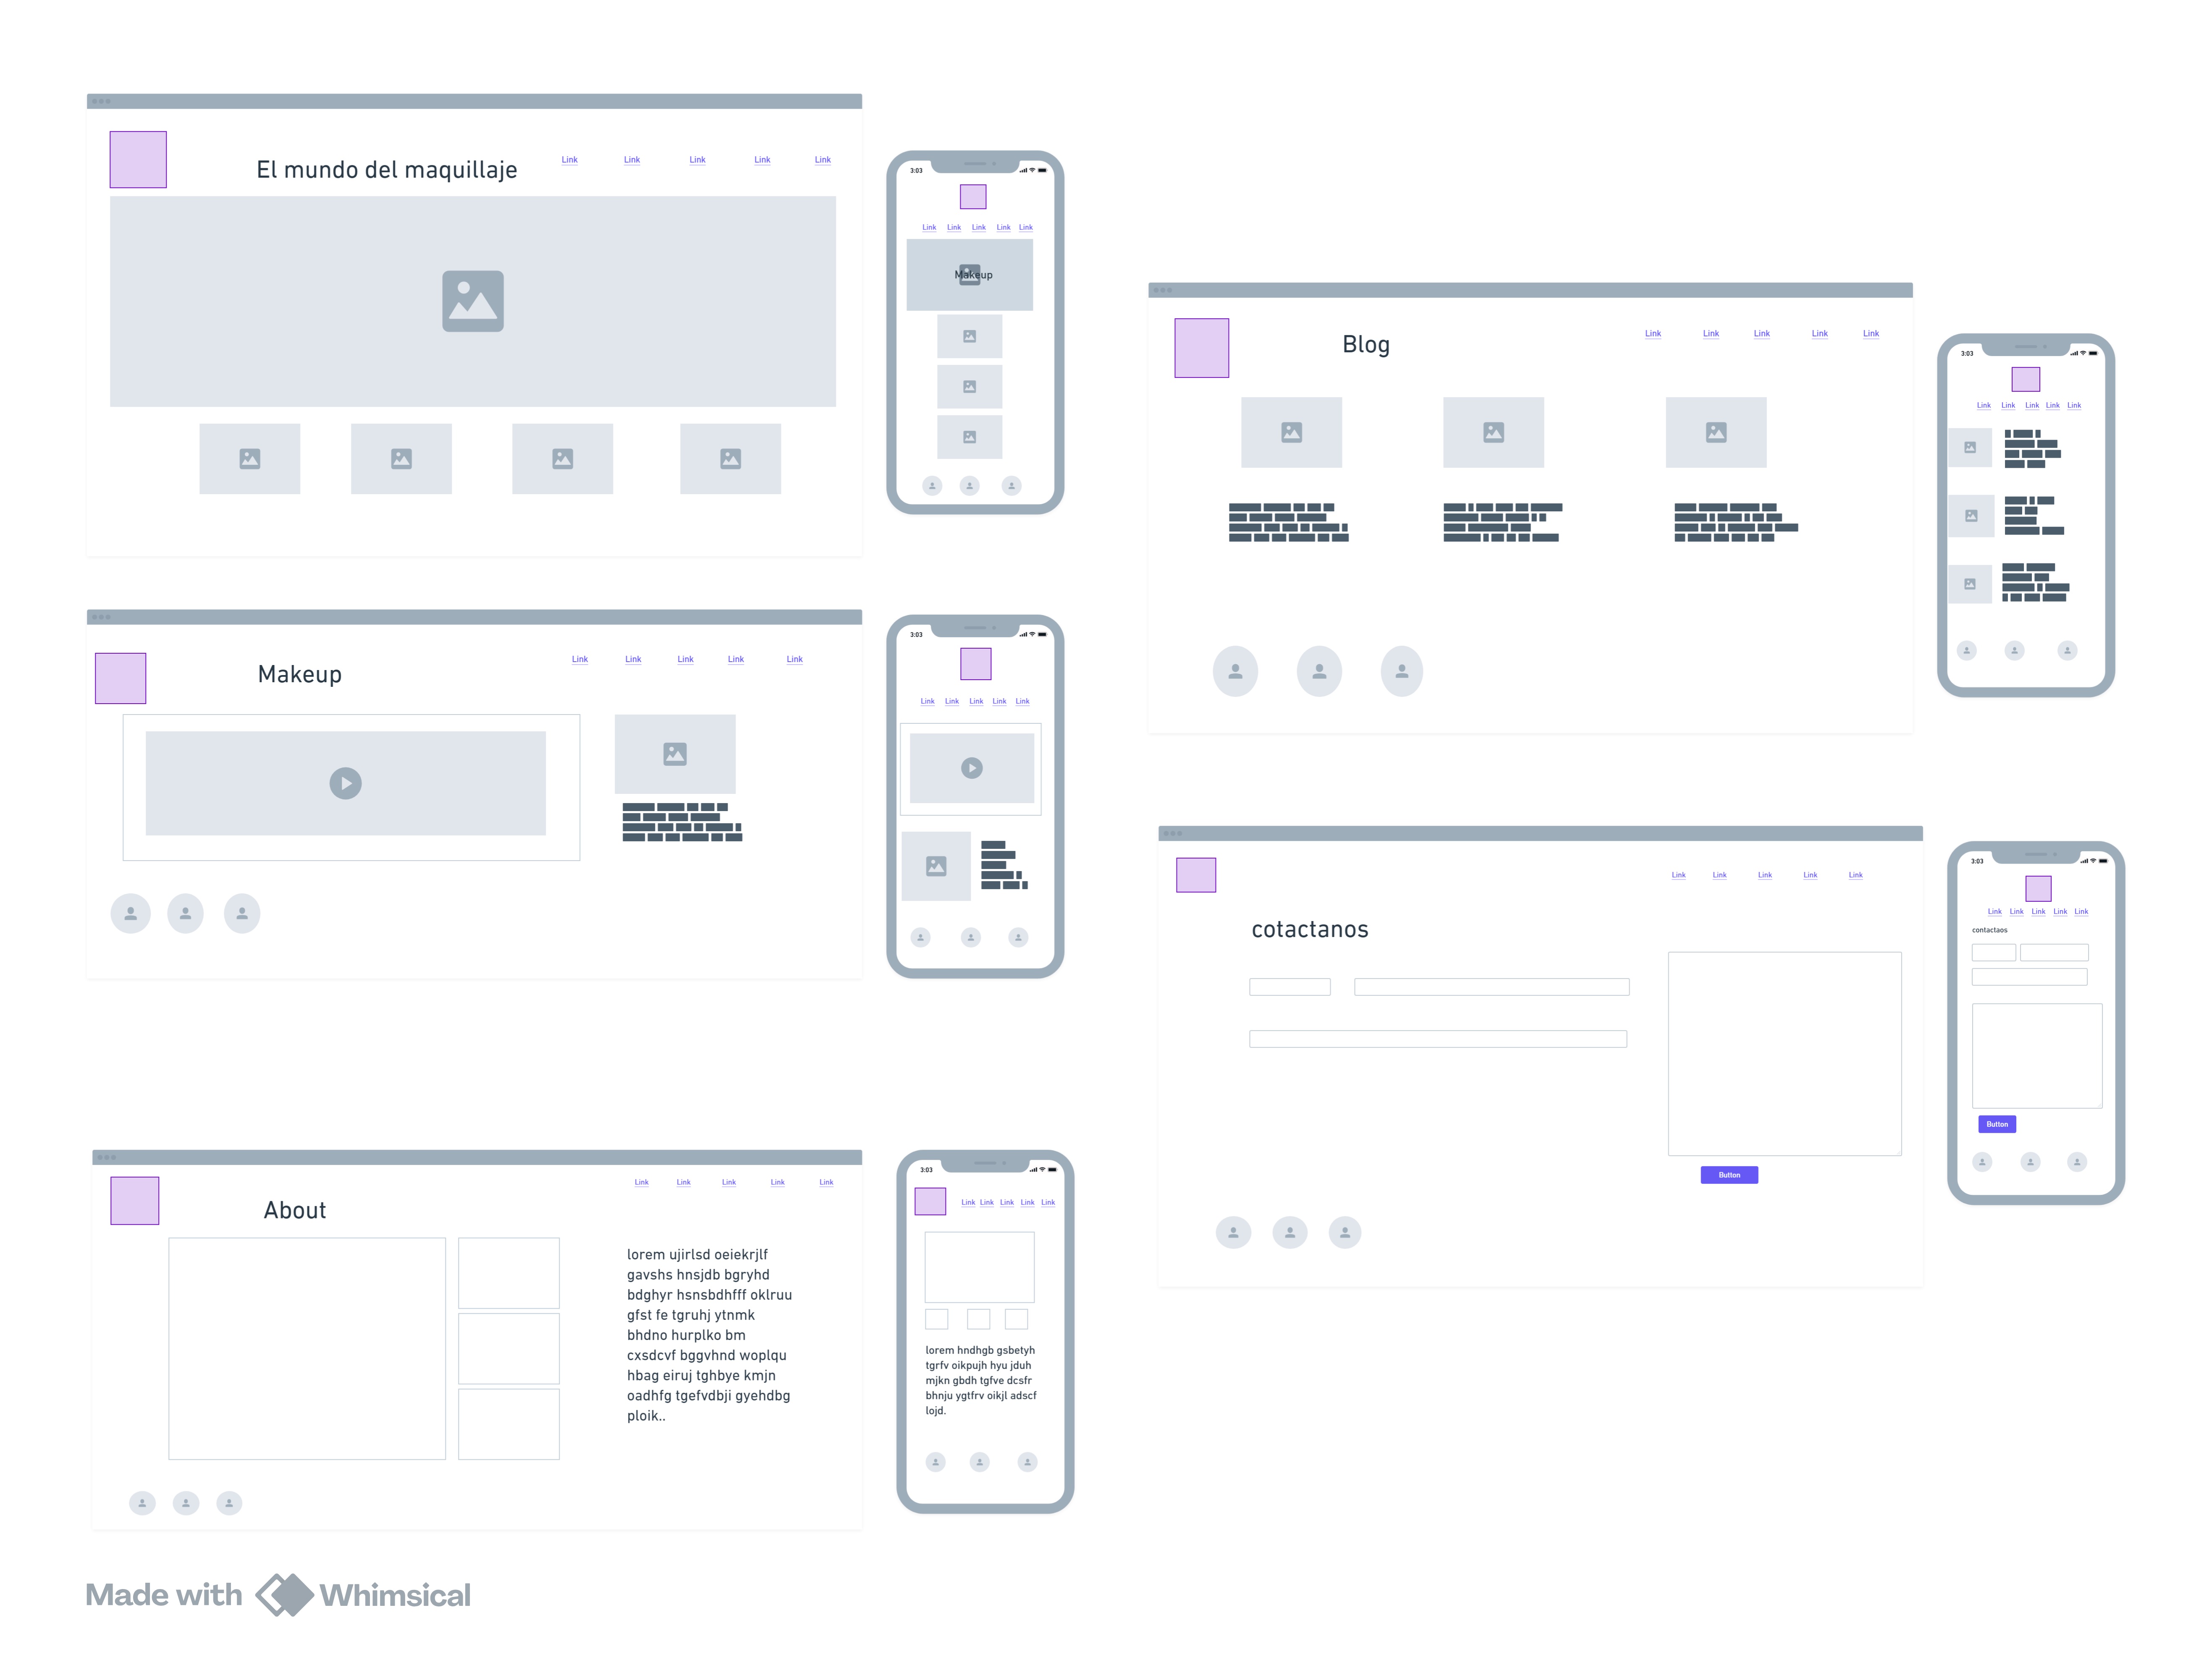 El mundo del maquillaje
Link Link Link Link Link
3:03
Link Link Link Link Link
Makeup
Makeup
Link Link Link Link Link
3:03
Link Link Link Link Link
About
Link Link Link Link Link
lorem ujirlsd oeiekrjlf
gavshs hnsjdb bgryhd
bdghyr hsnsbdhfff oklruu
gfst fe tgruhj ytnmk
bhdno hurplko bm
cxsdcvf bggvhnd woplqu
hbag eiruj tghbye kmjn
oadhfg tgefvdbji gyehdbg
ploik..
3:03
Link Link Link Link Link
lorem hndhgb gsbetyh
tgrfv oikpujh hyu jduh
mjkn gbdh tgfve dcsfr
bhnju ygtfrv oikjl adscf
lojd.
Blog
Link Link Link Link Link
3:03
Link Link Link Link Link
Link Link Link Link Link
cotactanos
Button
3:03
Link Link Link Link Link
contactaos
Button
Made with Whimsical